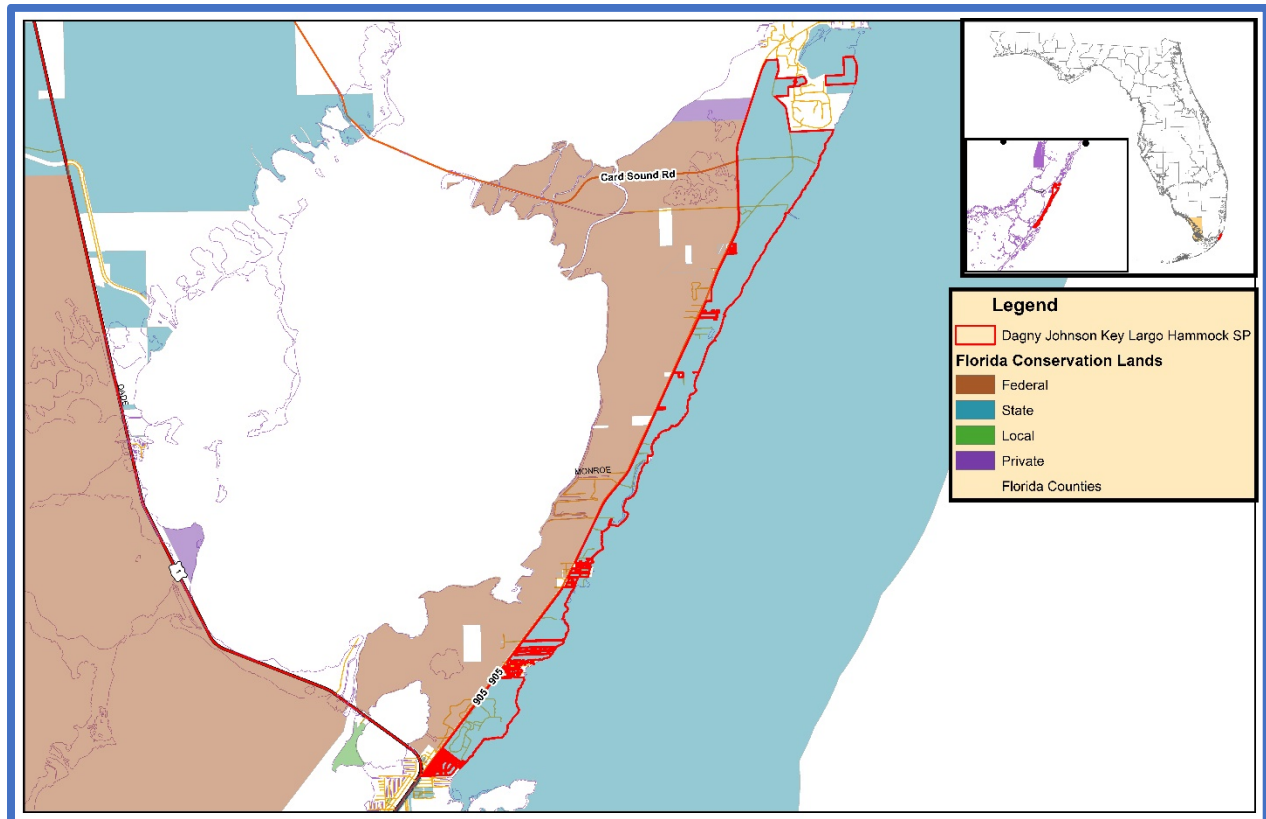 Card Sound Rd
DADE
MONROE
1
905
905
Legend
Dagny Johnson Key Largo Hammock SP
Florida Conservation Lands
Federal
State
Local
Private
Florida Counties